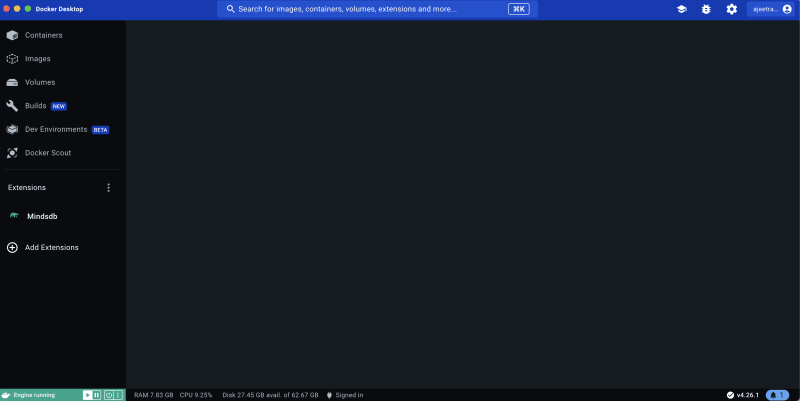 Docker Desktop
Search for images, containers, volumes, extensions and more...
⌘K
ajeetra...
Containers
Images
Volumes
Builds NEW
Dev Environments BETA
Docker Scout
Extensions
Mindsdb
Add Extensions
Engine running
RAM 7.83 GB CPU 9.25% Disk 27.45 GB avail. of 62.67 GB Signed in
v4.26.1
1